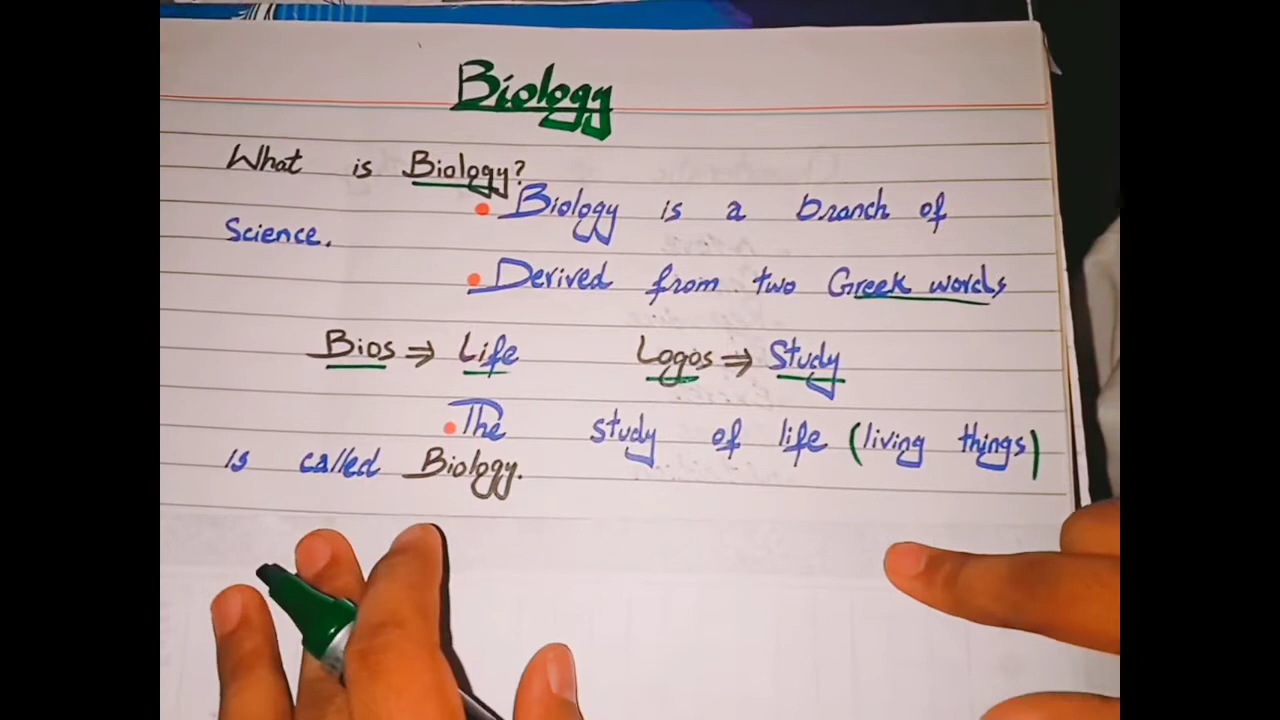 Biology
What is Biology?
• Biology is a branch of
Science.
• Derived from two Greek words
Bios ⇒ Life Logos ⇒ Study
• The study of life (living things)
is called Biology.